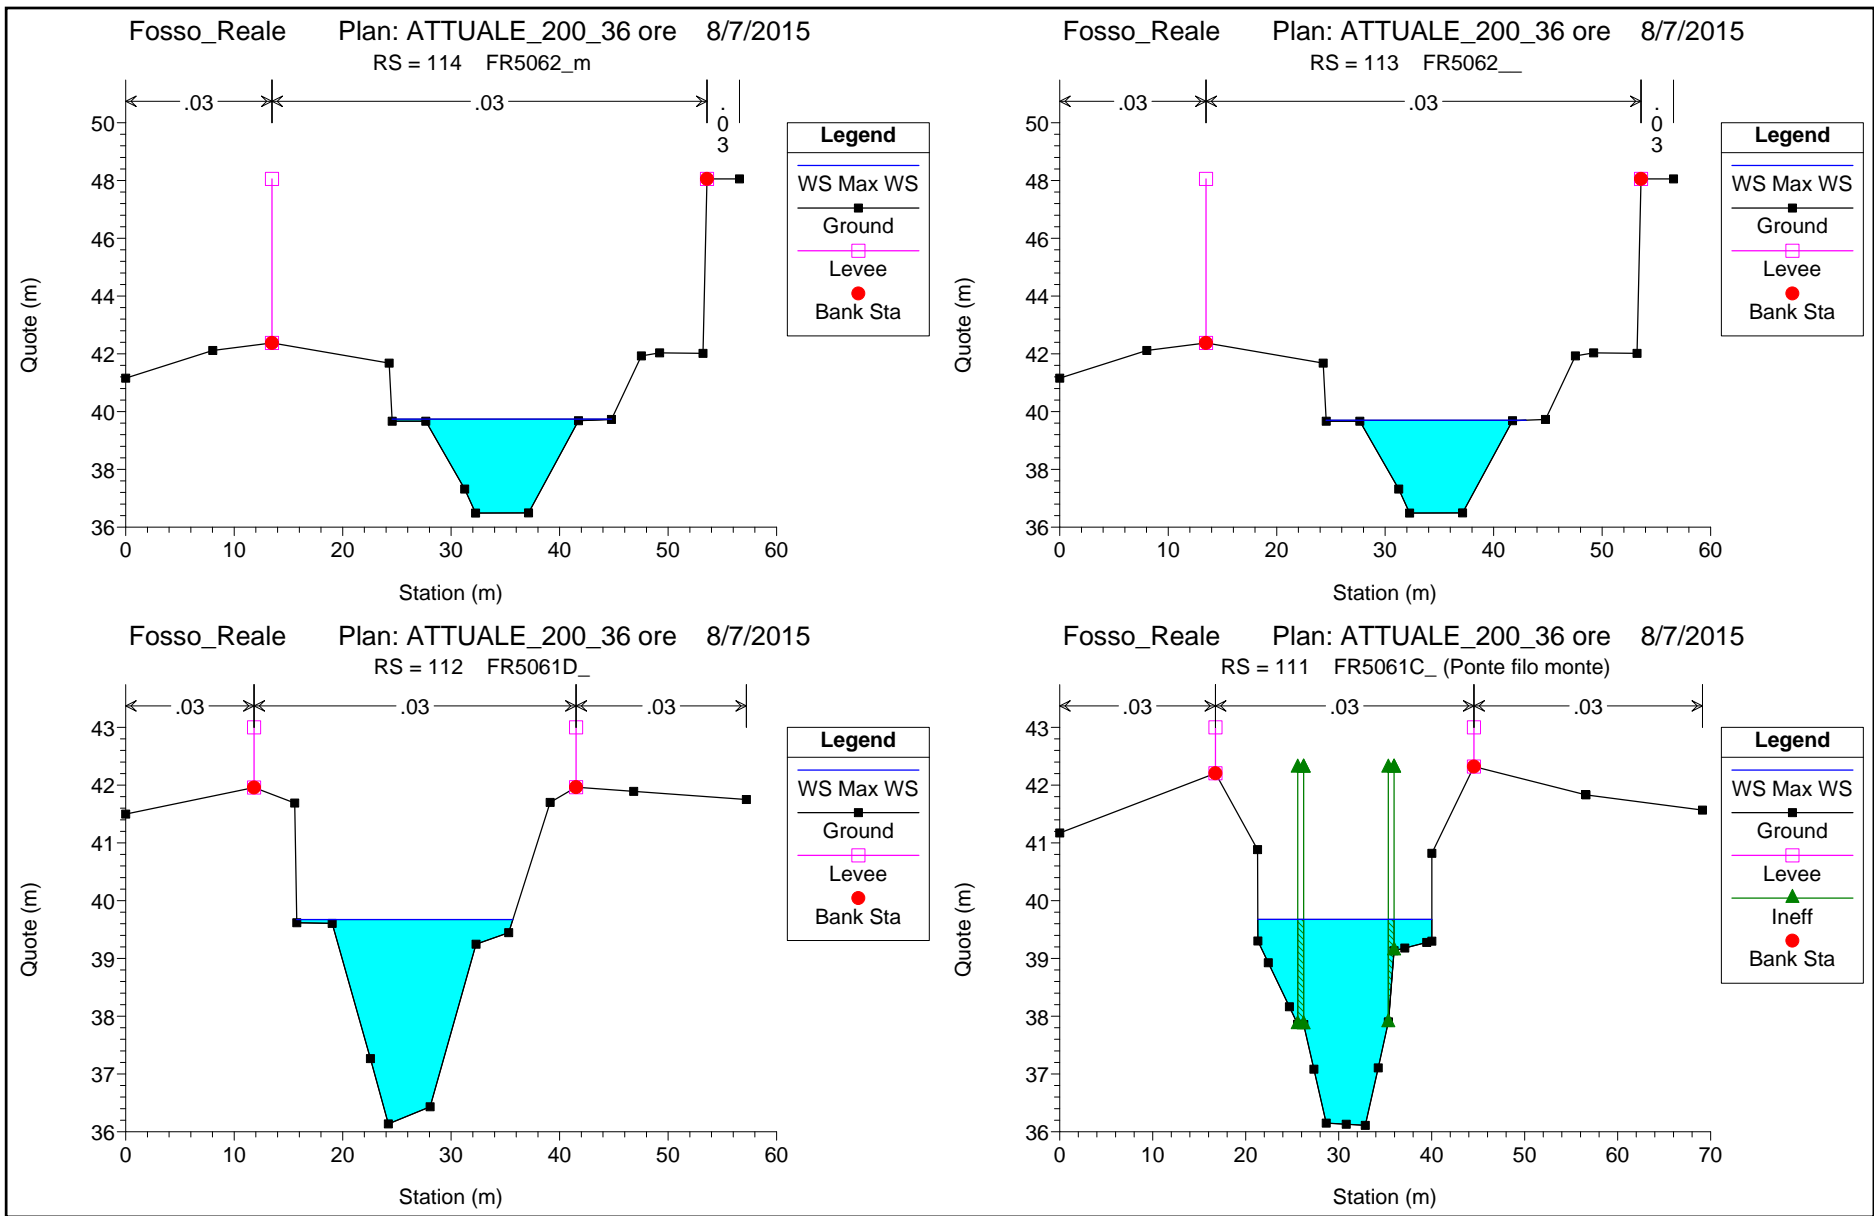 Fosso_Reale Plan: ATTUALE_200_36 ore 8/7/2015
RS = 114 FR5062_m
.03 .03 .03
Legend
WS Max WS
Ground
Levee
Bank Sta
Quote (m)
50
48
46
44
42
40
38
36
0 10 20 30 40 50 60
Station (m)
Fosso_Reale Plan: ATTUALE_200_36 ore 8/7/2015
RS = 113 FR5062__
.03 .03 .03
Legend
WS Max WS
Ground
Levee
Bank Sta
Quote (m)
50
48
46
44
42
40
38
36
0 10 20 30 40 50 60
Station (m)
Fosso_Reale Plan: ATTUALE_200_36 ore 8/7/2015
RS = 112 FR5061D_
.03 .03 .03
Legend
WS Max WS
Ground
Levee
Bank Sta
Quote (m)
43
42
41
40
39
38
37
36
0 10 20 30 40 50 60
Station (m)
Fosso_Reale Plan: ATTUALE_200_36 ore 8/7/2015
RS = 111 FR5061C_ (Ponte filo monte)
.03 .03 .03
Legend
WS Max WS
Ground
Levee
Ineff
Bank Sta
Quote (m)
43
42
41
40
39
38
37
36
0 10 20 30 40 50 60 70
Station (m)